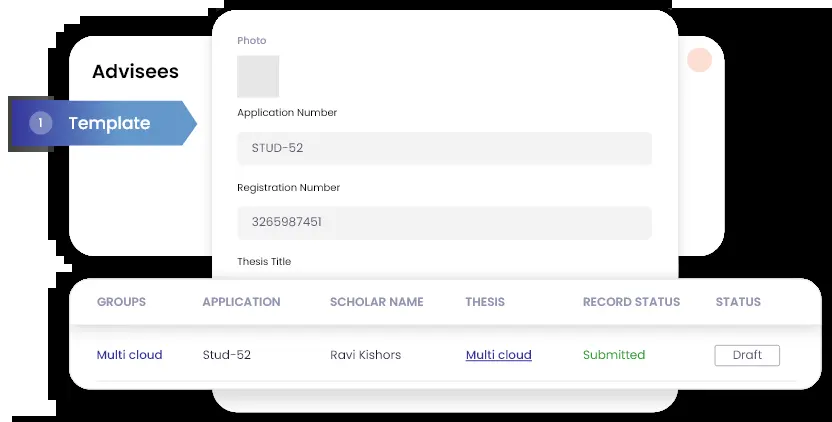 Photo
Advisees
1 Template
Application Number
STUD-52
Registration Number
3265987451
Thesis Title
GROUPS APPLICATION SCHOLAR NAME THESIS RECORD STATUS STATUS
Multi cloud Stud-52 Ravi Kishors Multi cloud Submitted Draft